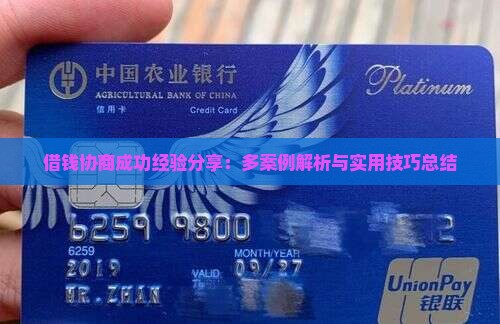 中国农业银行
AGRICULTURAL BANK OF CHINA
信用卡 Credit Card
Platinum
借钱协商成功经验分享：多案例解析与实用技巧总结
6259 9800 2
6259
MONTH/YEAR
2019 VALID 09/27
MR.ZHAN
UnionPay
银联